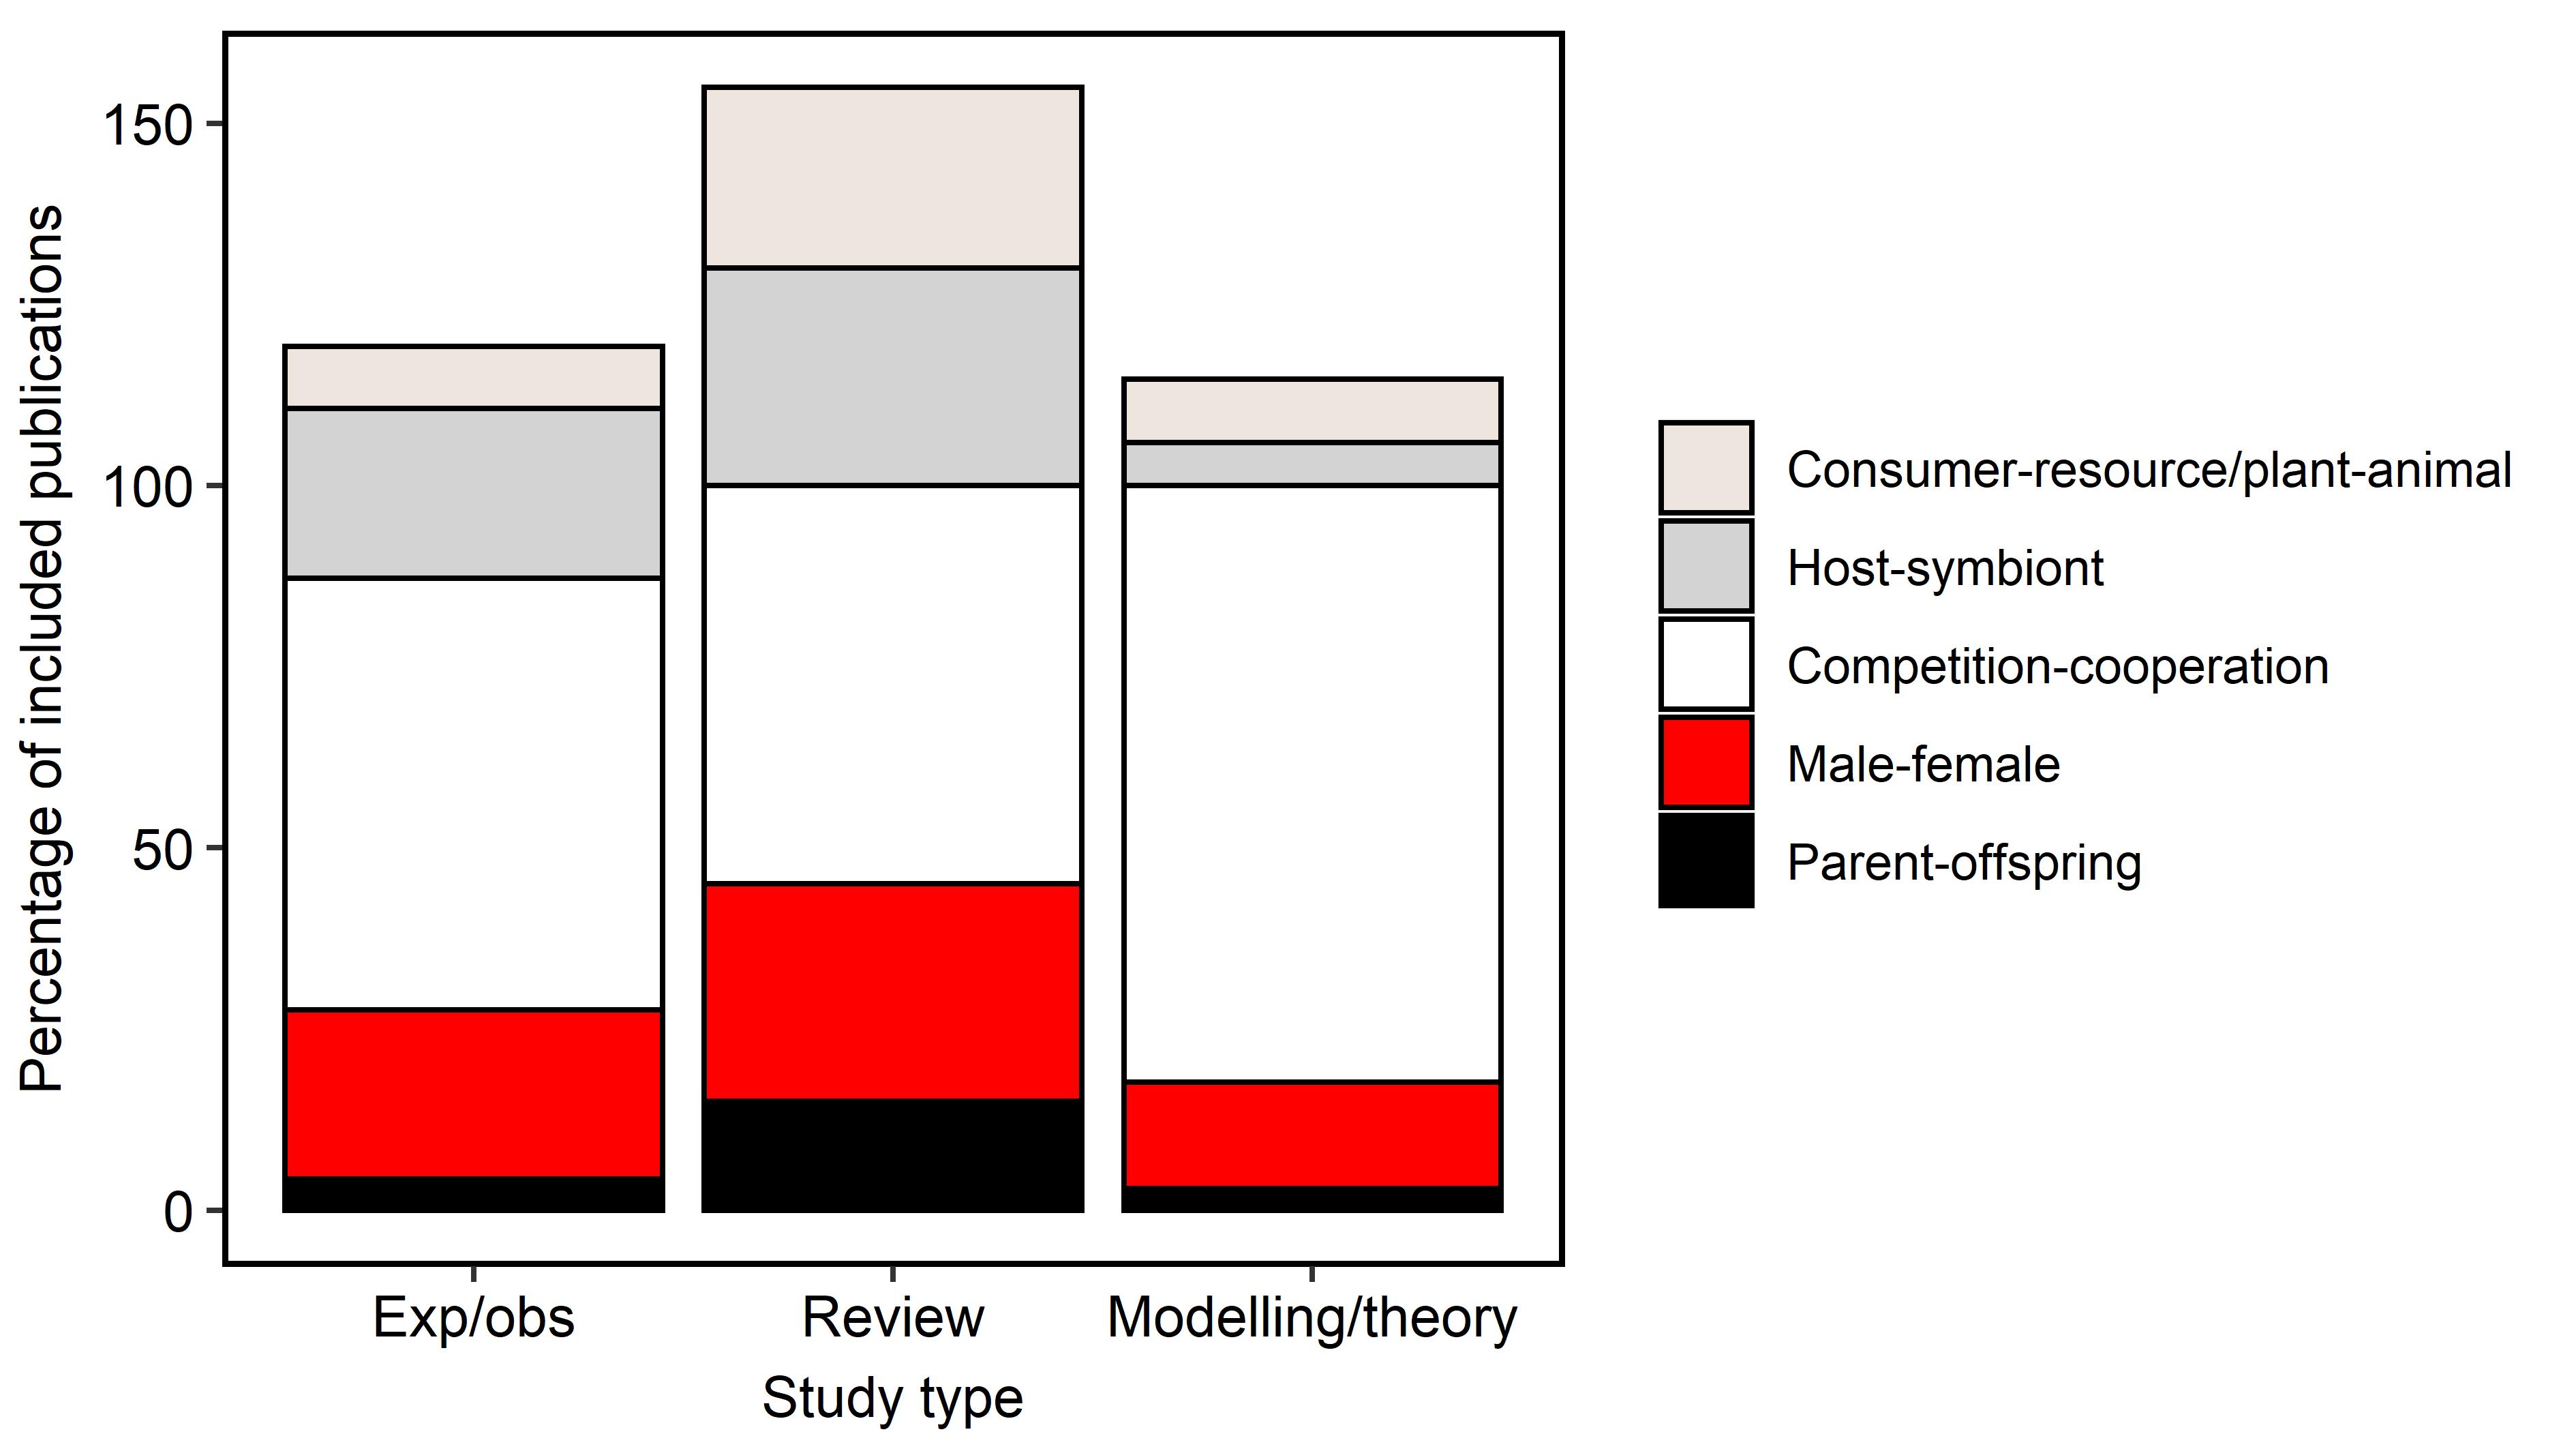 Percentage of included publications
150
100
50
0
Exp/obs
Review
Modelling/theory
Study type
Consumer-resource/plant-animal
Host-symbiont
Competition-cooperation
Male-female
Parent-offspring